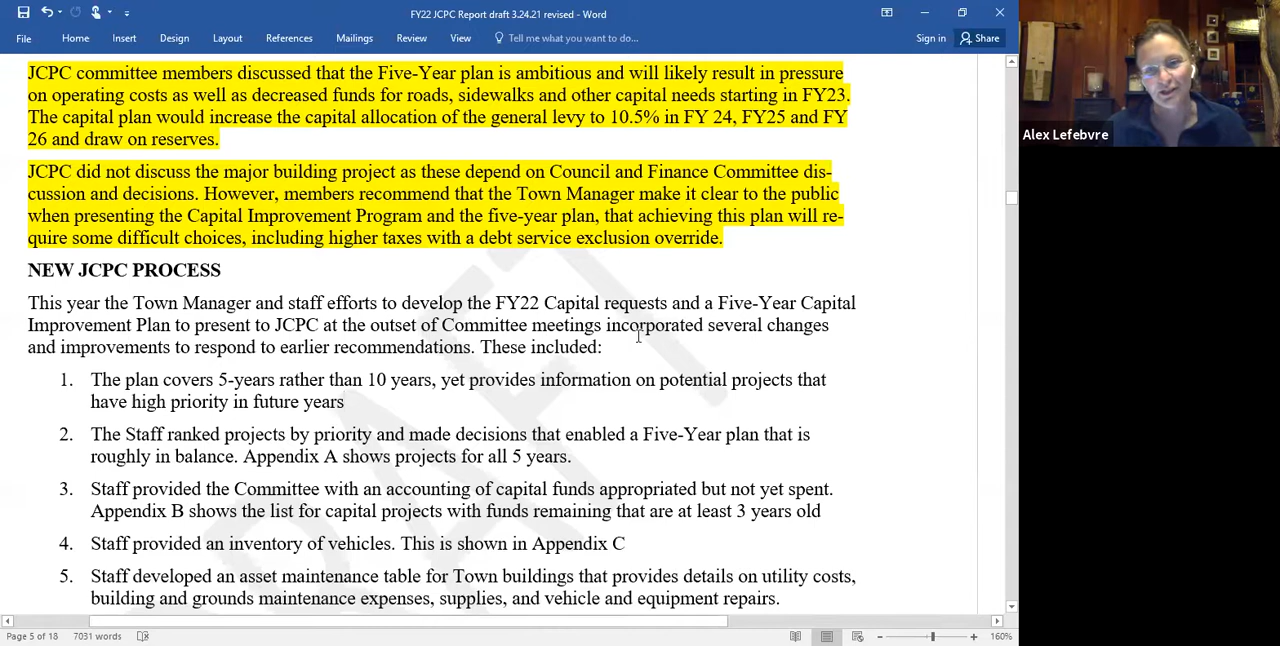 FY22 JCPC Report draft 3.24.21 revised - Word
File Home Insert Design Layout References Mailings Review View Tell me what you want to do... Sign in Share
JCPC committee members discussed that the Five-Year plan is ambitious and will likely result in pressure
on operating costs as well as decreased funds for roads, sidewalks and other capital needs starting in FY23.
The capital plan would increase the capital allocation of the general levy to 10.5% in FY 24, FY25 and FY
26 and draw on reserves.
JCPC did not discuss the major building project as these depend on Council and Finance Committee dis-
cussion and decisions. However, members recommend that the Town Manager make it clear to the public
when presenting the Capital Improvement Program and the five-year plan, that achieving this plan will re-
quire some difficult choices, including higher taxes with a debt service exclusion override.
NEW JCPC PROCESS
This year the Town Manager and staff efforts to develop the FY22 Capital requests and a Five-Year Capital
Improvement Plan to present to JCPC at the outset of Committee meetings incorporated several changes
and improvements to respond to earlier recommendations. These included:
1. The plan covers 5-years rather than 10 years, yet provides information on potential projects that
have high priority in future years
2. The Staff ranked projects by priority and made decisions that enabled a Five-Year plan that is
roughly in balance. Appendix A shows projects for all 5 years.
3. Staff provided the Committee with an accounting of capital funds appropriated but not yet spent.
Appendix B shows the list for capital projects with funds remaining that are at least 3 years old
4. Staff provided an inventory of vehicles. This is shown in Appendix C
5. Staff developed an asset maintenance table for Town buildings that provides details on utility costs,
building and grounds maintenance expenses, supplies, and vehicle and equipment repairs.
DRAFT
Page 5 of 18 7031 words 160%
Alex Lefebvre